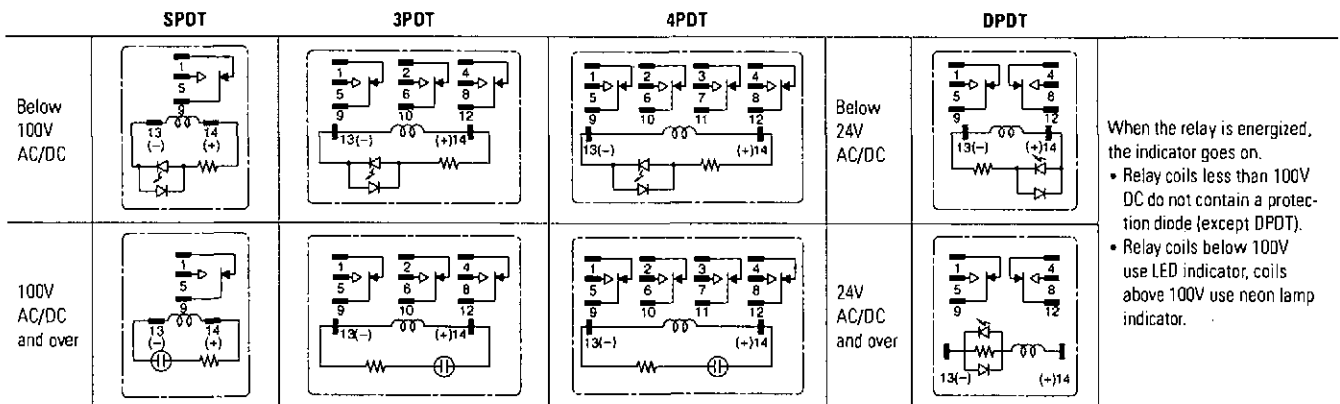 SPDT 3PDT 4PDT DPDT
Below
100V
AC/DC
1
5
9
13 14
(–) (+)
1 2 4
5 6 8
9 10 12
13(–) (+)14
1 2 3 4
5 6 7 8
9 10 11 12
13(–) (+)14
Below
24V
AC/DC
1 4
5 8
9 12
13(–) (+)14
100V
AC/DC
and over
1
5
9
13 14
(–) (+)
1 2 4
5 6 8
9 10 12
13(–) (+)14
1 2 3 4
5 6 7 8
9 10 11 12
13(–) (+)14
24V
AC/DC
and over
1 4
5 8
9 12
13(–) (+)14
When the relay is energized,
the indicator goes on.
• Relay coils less than 100V
DC do not contain a protec-
tion diode (except DPDT).
• Relay coils below 100V
use LED indicator, coils
above 100V use neon lamp
indicator.